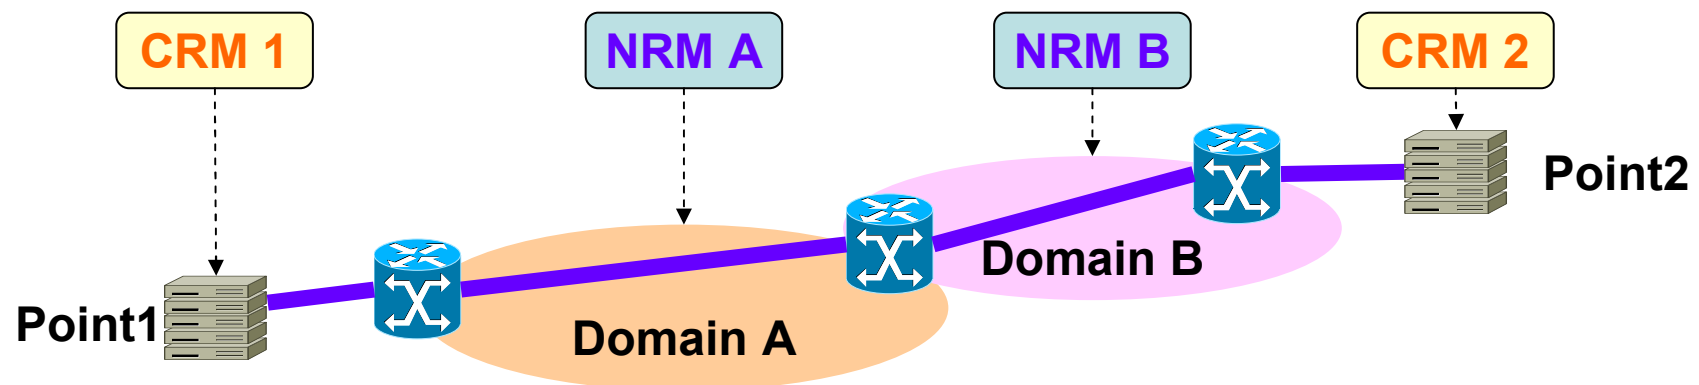 CRM 1
NRM A
NRM B
CRM 2
Point2
Domain B
Point1
Domain A